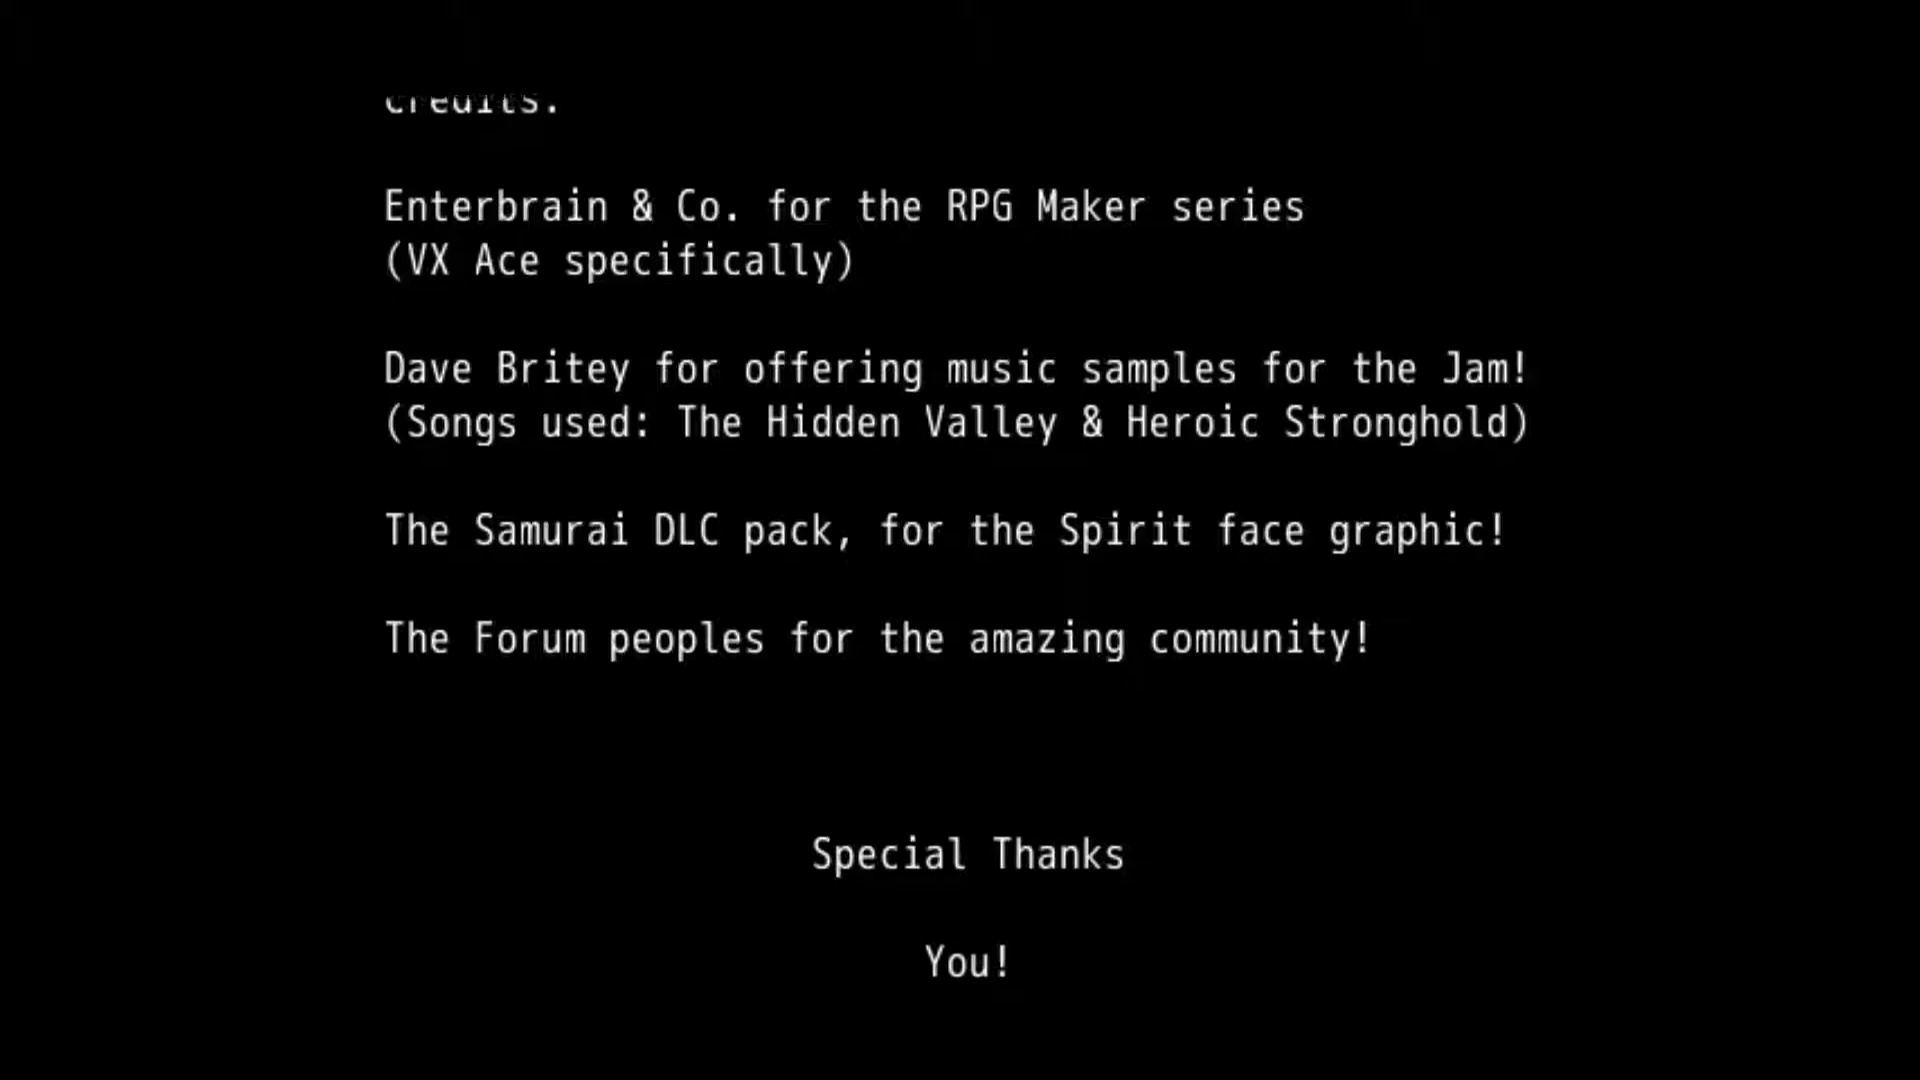 credits.
Enterbrain & Co. for the RPG Maker series
(VX Ace specifically)
Dave Britey for offering music samples for the Jam!
(Songs used: The Hidden Valley & Heroic Stronghold)
The Samurai DLC pack, for the Spirit face graphic!
The Forum peoples for the amazing community!
Special Thanks
You!